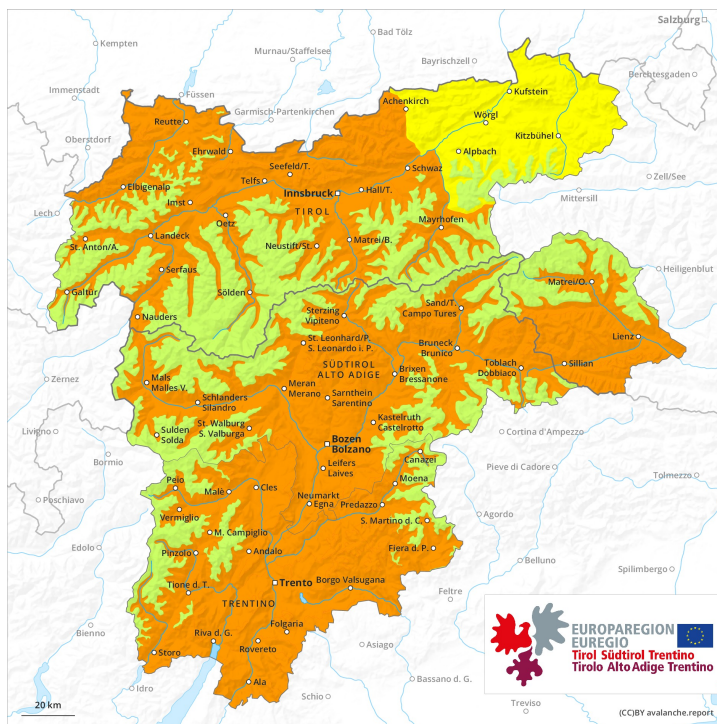 Salzburg
Kempten
Bad Tölz
Murnau/Staffelsee
Bayrischzell
Berchtesgaden
Immenstadt
Füssen
Garmisch-Partenkirchen
Achenkirch
Kufstein
Reutte
Wörgl
Oberstdorf
Ehrwald
Kitzbühel
Seefeld/T.
Alpbach
Schwaz
Zell/See
Elbigenalp
Telfs
Innsbruck
Hall/T.
Mittersill
Imst
TIROL
Lech
Oetz
Mayrhofen
St. Anton/A.
Landeck
Neustift/St.
Matrei/B.
Heiligenblut
Serfaus
Matrei/O.
Galtür
Sölden
Nauders
Sterzing
Vipiteno
Sand/T.
Campo Tures
Lienz
St. Leonhard/P.
S. Leonardo i. P.
Bruneck
Brunico
Sillian
SÜDTIROL
ALTO ADIGE
Toblach
Dobbiaco
Zernez
Mals
Malles V.
Meran
Merano
Brixen
Bressanone
Schlanders
Silandro
Sarnthein
Sarentino
Livigno
St. Walburg
S. Valburga
Kastelruth
Castelrotto
Sulden
Solda
Cortina d'Ampezzo
Bozen
Bolzano
Canazei
Bormio
Pieve di Cadore
Leifers
Laives
Moena
Tolmezzo
Poschiavo
Peio
Malè
Cles
Neumarkt
Egna
Predazzo
Vermiglio
Agordo
S. Martino d. C.
M. Campiglio
Edolo
Pinzolo
Andalo
Fiera d. P.
Belluno
Spilimbergo
Tione d. T.
Trento
Borgo Valsugana
Feltre
TRENTINO
Folgaria
Bienno
Riva d. G.
Rovereto
Asiago
Storo
Bassano d. G.
Idro
Ala
Schio
Treviso
EUROPAREGION
EUREGIO
Tirol Südtirol Trentino
Tirolo Alto Adige Trentino
20 km
(CC)BY avalanche.report